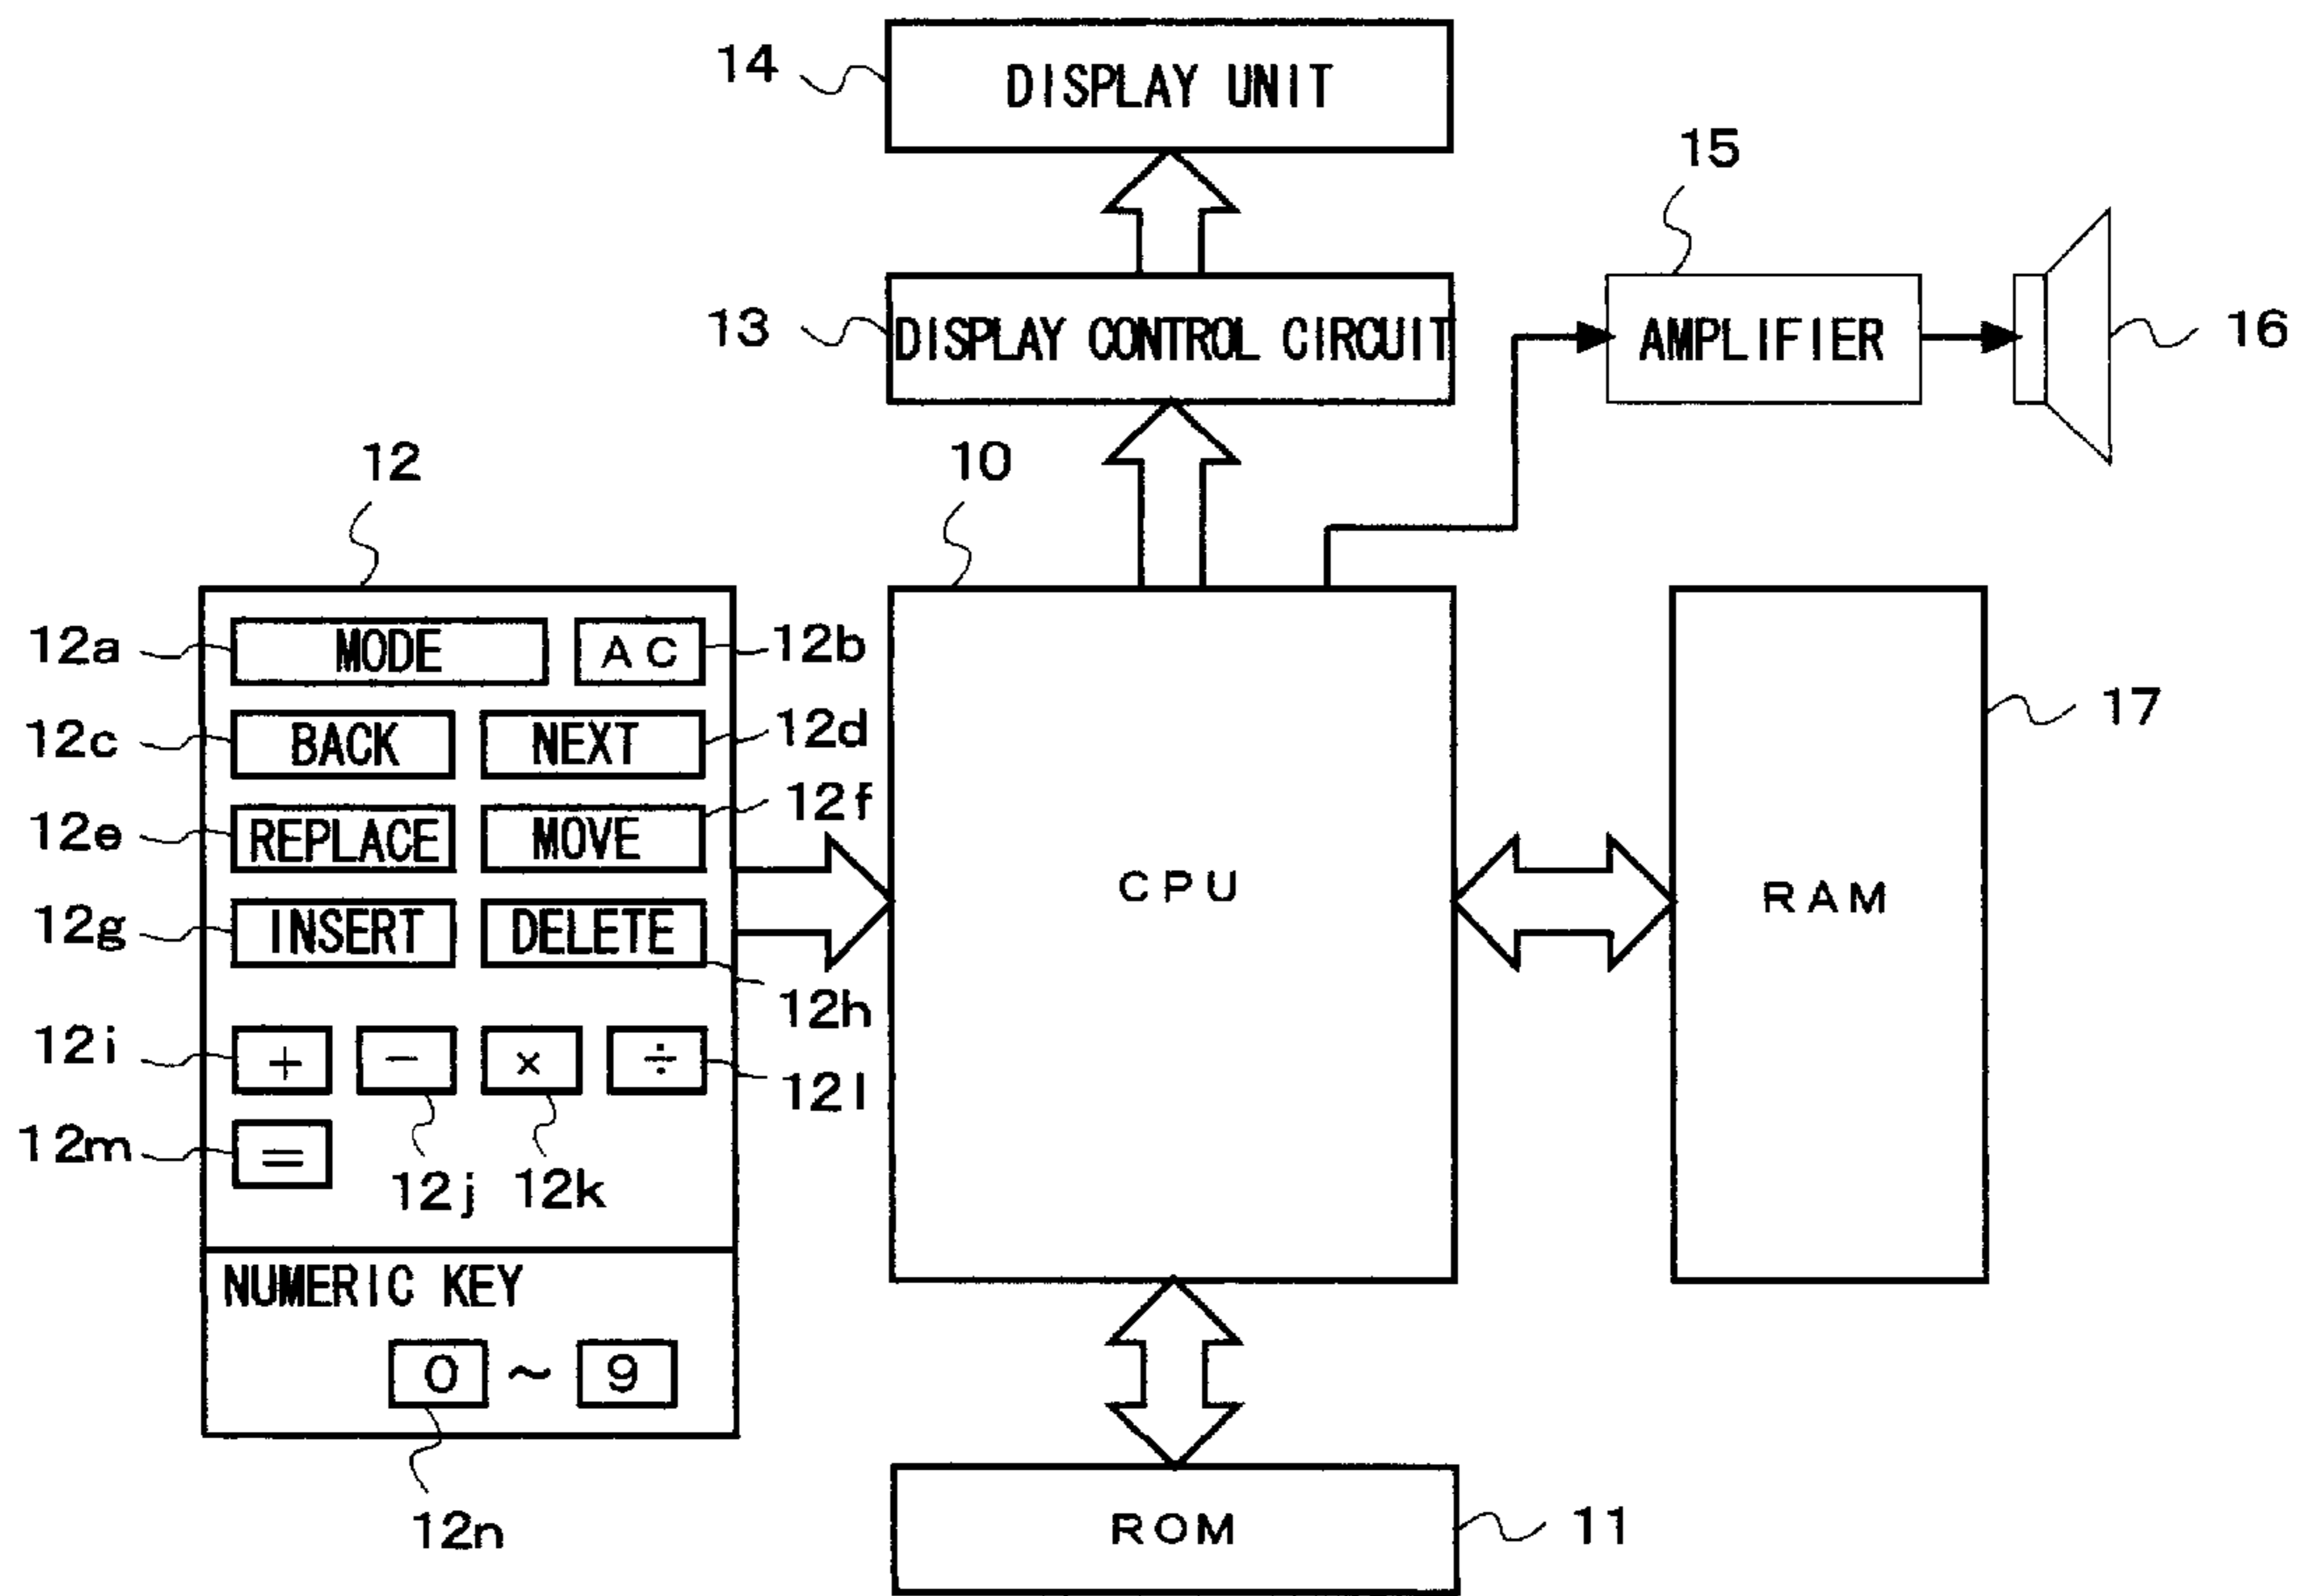 14
DISPLAY UNIT
15
13
DISPLAY CONTROL CIRCUIT
AMPLIFIER
16
12
10
12a
MODE
AC
12b
12c
BACK
NEXT
12d
17
12e
REPLACE
MOVE
12f
CPU
RAM
12g
INSERT
DELETE
12h
12i
+
−
×
÷
12l
12m
=
12j
12k
NUMERIC KEY
0 ~ 9
12n
ROM
11